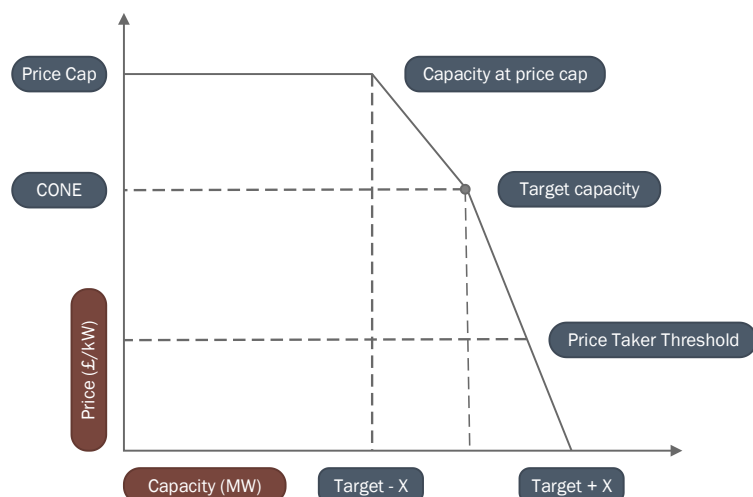 Price Cap
Capacity at price cap
CONE
Target capacity
Price (£/kW)
Price Taker Threshold
Capacity (MW)
Target - X
Target + X